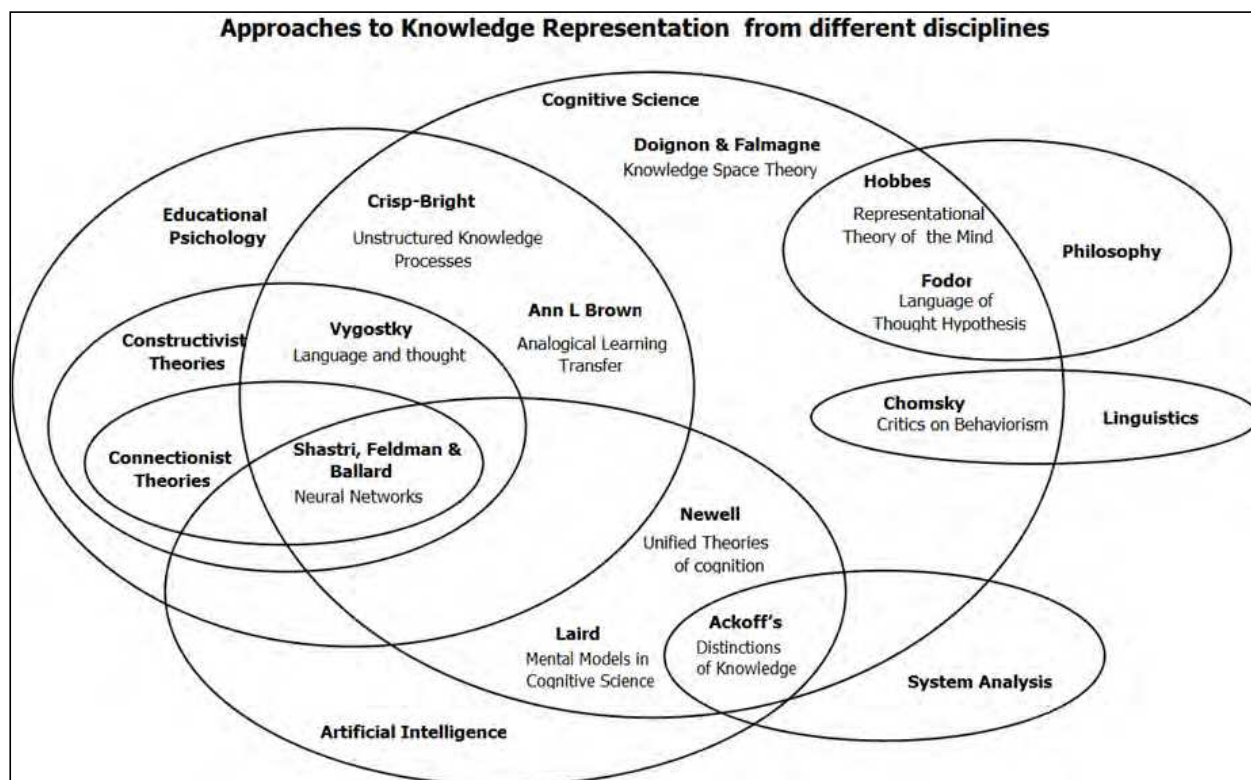 Approaches to Knowledge Representation from different disciplines
Cognitive Science
Doignon & Falmagne
Knowledge Space Theory
Hobbes
Representational
Theory of the Mind
Philosophy
Fodor
Language of
Thought Hypothesis
Crisp-Bright
Unstructured Knowledge
Processes
Educational
Psichology
Ann L Brown
Analogical Learning
Transfer
Constructivist
Theories
Vygostky
Language and thought
Chomsky
Critics on Behaviorism
Linguistics
Connectionist
Theories
Shastri, Feldman &
Ballard
Neural Networks
Newell
Unified Theories
of cognition
Laird
Mental Models in
Cognitive Science
Ackoff's
Distinctions
of Knowledge
System Analysis
Artificial Intelligence